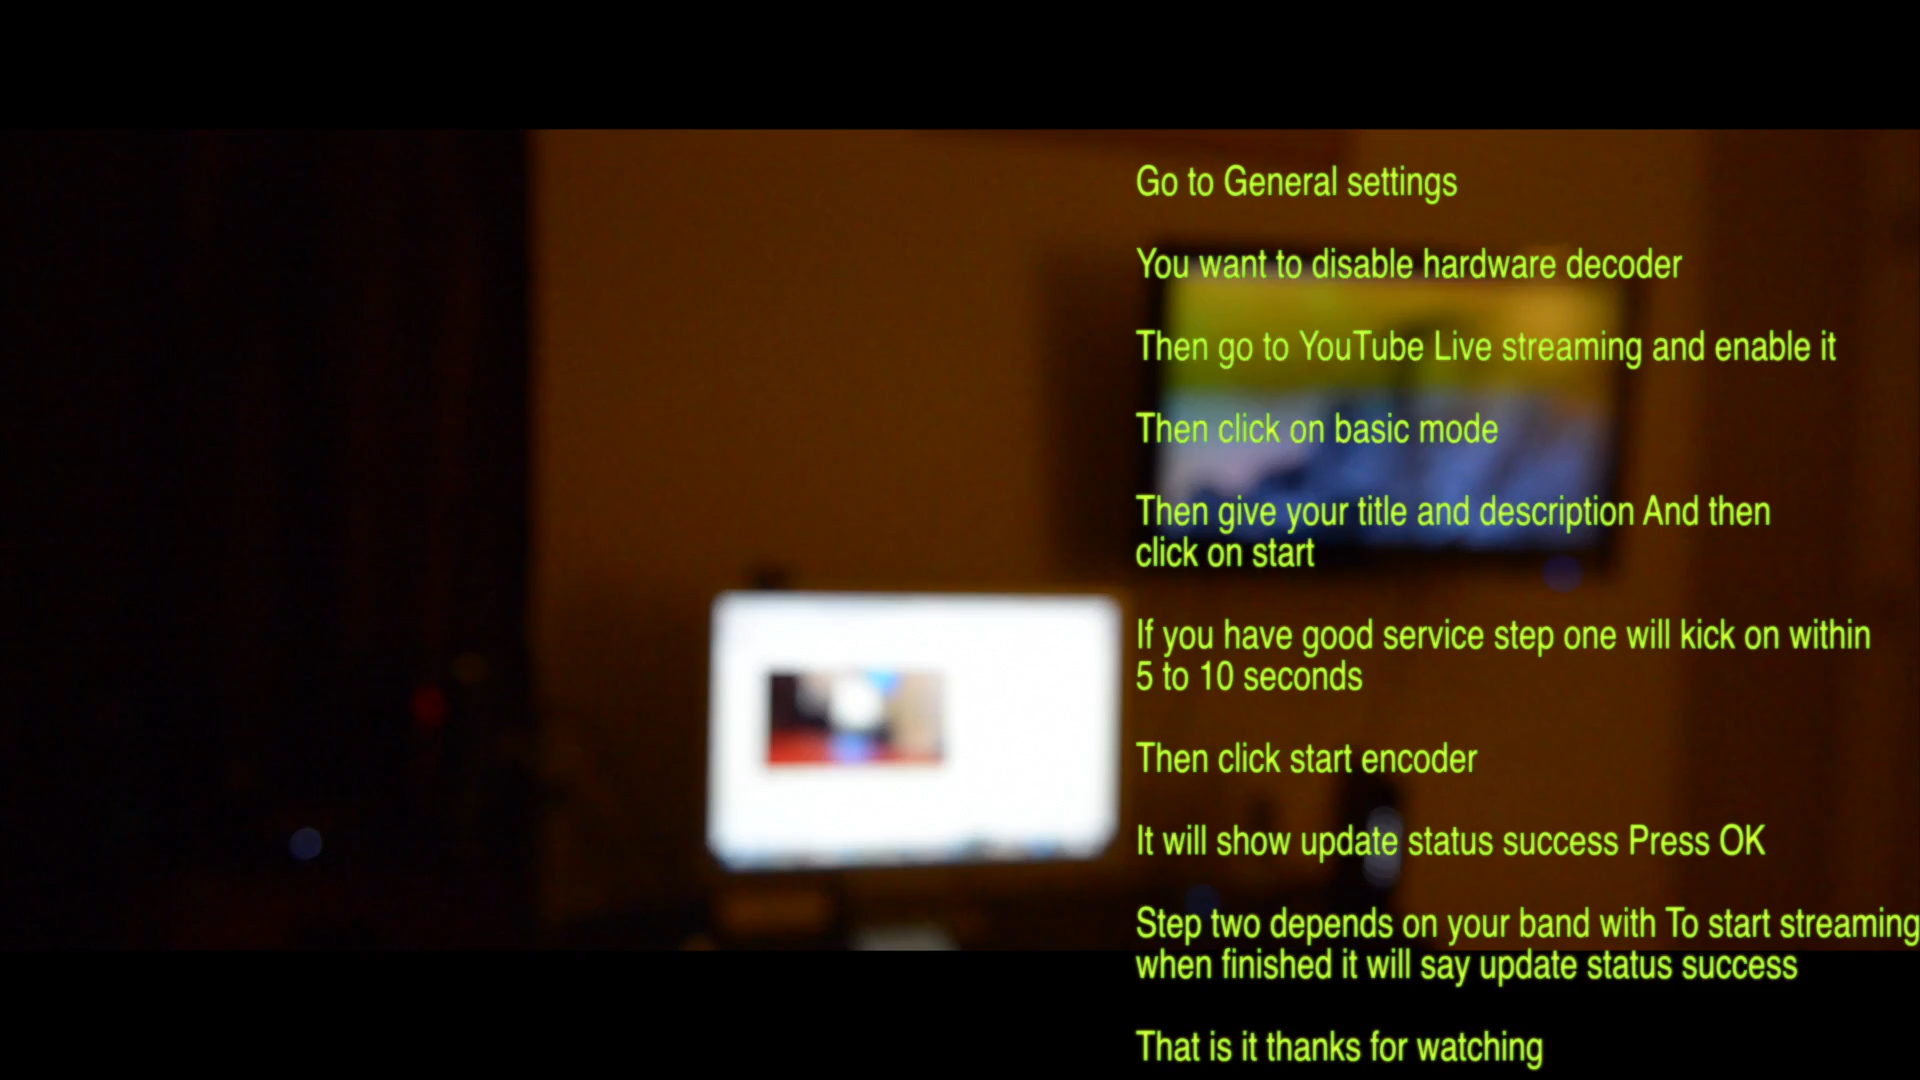 Go to General settings
You want to disable hardware decoder
Then go to YouTube Live streaming and enable it
Then click on basic mode
Then give your title and description And then
click on start
If you have good service step one will kick on within
5 to 10 seconds
Then click start encoder
It will show update status success Press OK
Step two depends on your band with To start streaming
when finished it will say update status success
That is it thanks for watching